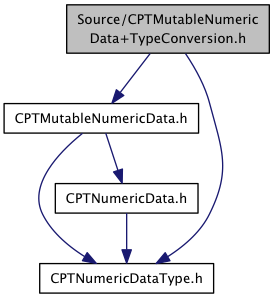 Source/CPTMutableNumeric
Data+TypeConversion.h
CPTMutableNumericData.h
CPTNumericData.h
CPTNumericDataType.h